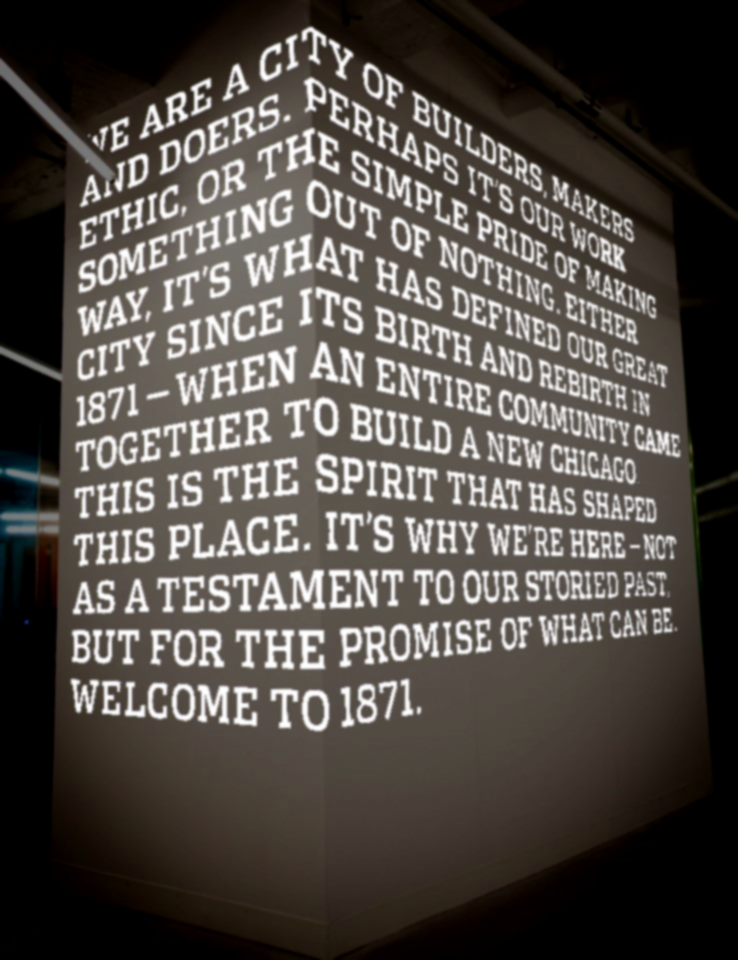 WE ARE A CITY OF BUILDERS, MAKERS
AND DOERS. PERHAPS IT'S OUR WORK
ETHIC, OR THE SIMPLE PRIDE OF MAKING
SOMETHING OUT OF NOTHING. EITHER
WAY, IT'S WHAT HAS DEFINED OUR GREAT
CITY SINCE ITS BIRTH AND REBIRTH IN
1871 – WHEN AN ENTIRE COMMUNITY CAME
TOGETHER TO BUILD A NEW CHICAGO
THIS IS THE SPIRIT THAT HAS SHAPED
THIS PLACE. IT'S WHY WE'RE HERE – NOT
AS A TESTAMENT TO OUR STORIED PAST,
BUT FOR THE PROMISE OF WHAT CAN BE.
WELCOME TO 1871.